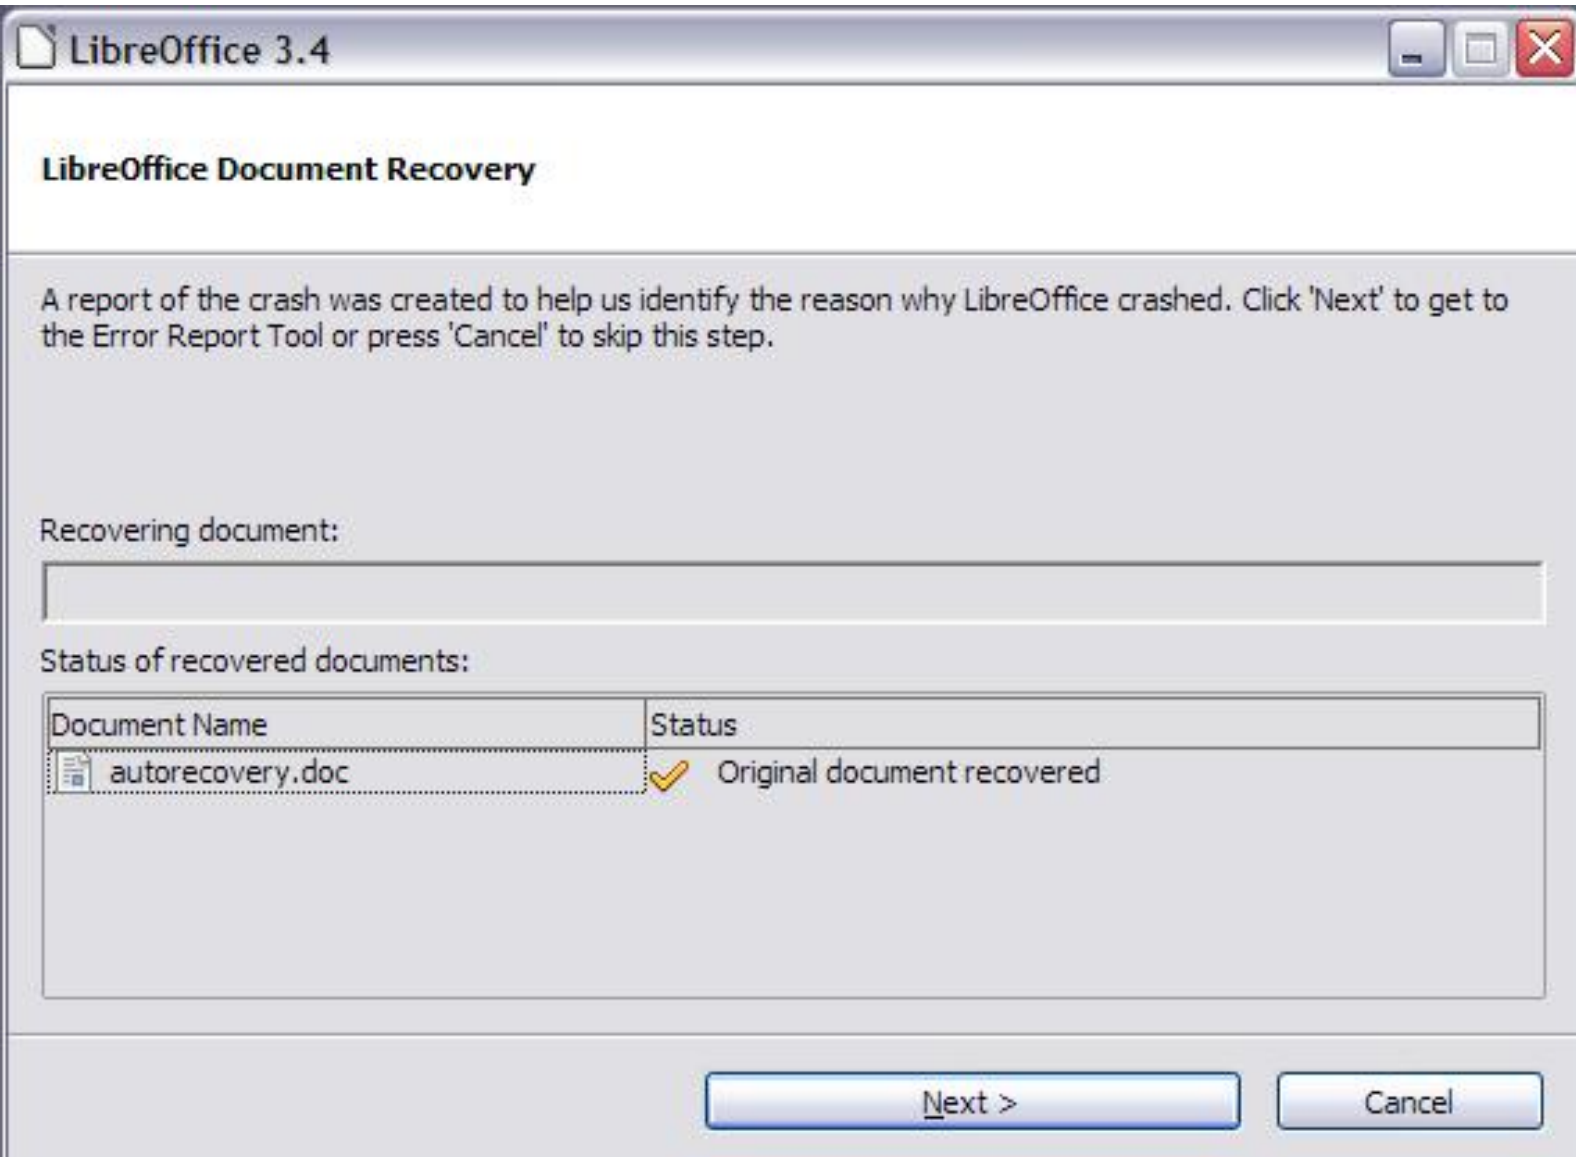 LibreOffice 3.4
LibreOffice Document Recovery
A report of the crash was created to help us identify the reason why LibreOffice crashed. Click 'Next' to get to
the Error Report Tool or press 'Cancel' to skip this step.
Recovering document:
Status of recovered documents:
Document Name Status
autorecovery.doc Original document recovered
Next > Cancel